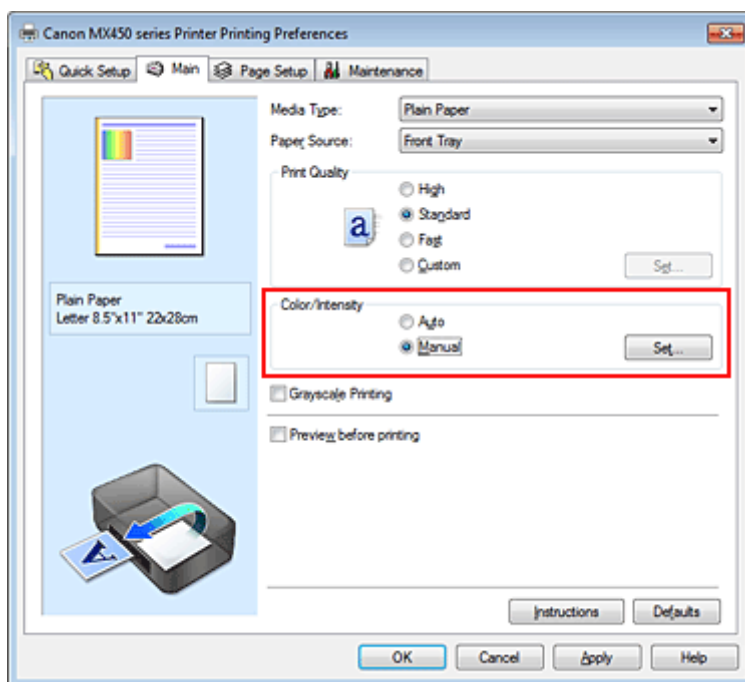 Canon MX450 series Printer Printing Preferences
Quick Setup Main Page Setup Maintenance
Media Type: Plain Paper
Paper Source: Front Tray
Print Quality
High
a Standard
Fast
Custom Set...
Plain Paper
Letter 8.5"x11" 22x28cm
Color/Intensity
Auto
Manual Set...
Grayscale Printing
Preview before printing
A
Instructions Defaults
OK Cancel Apply Help